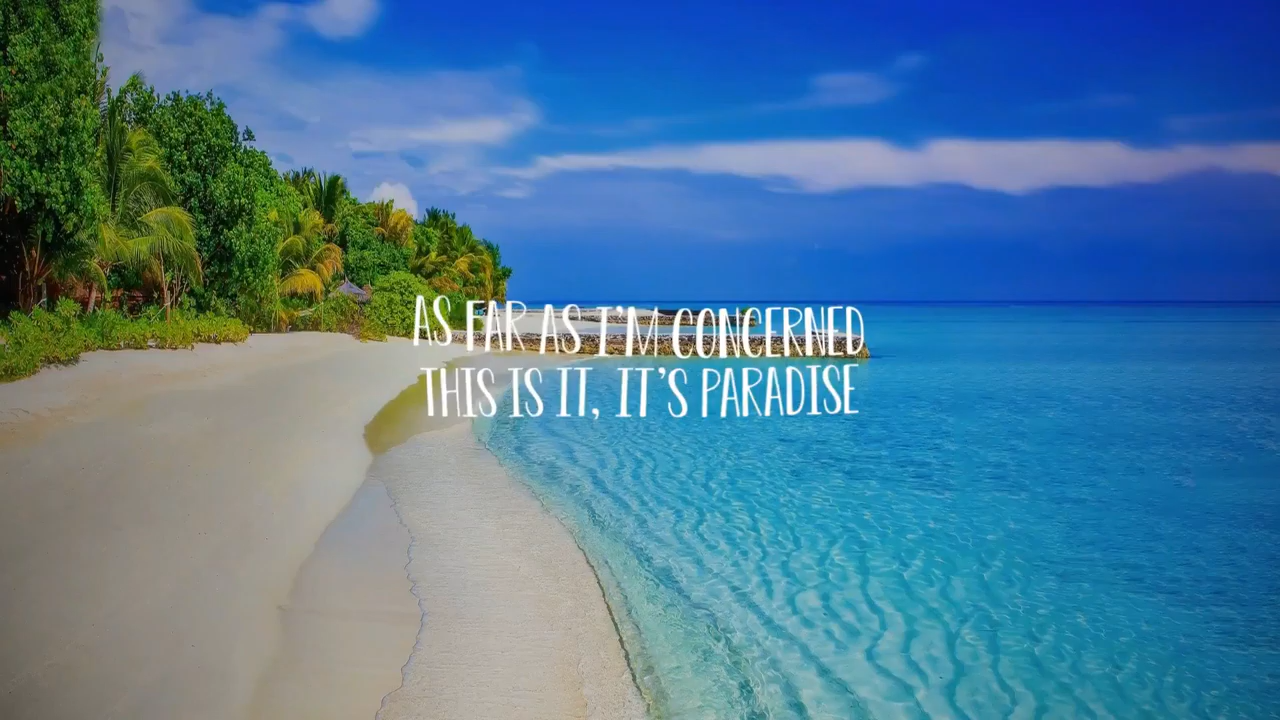 AS FAR AS I'M CONCERNED
THIS IS IT, IT'S PARADISE